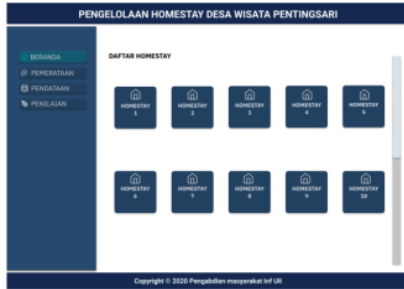 PENGELOLAAN HOMESTAY DESA WISATA PENTINGSARI
BERANDA
PEMERATAAN
PENDATAAN
PENILAIAN
DAFTAR HOMESTAY
HOMESTAY
1
HOMESTAY
2
HOMESTAY
3
HOMESTAY
4
HOMESTAY
5
HOMESTAY
6
HOMESTAY
7
HOMESTAY
8
HOMESTAY
9
HOMESTAY
10
Copyright © 2020 Pengabdian masyarakat Inf UII